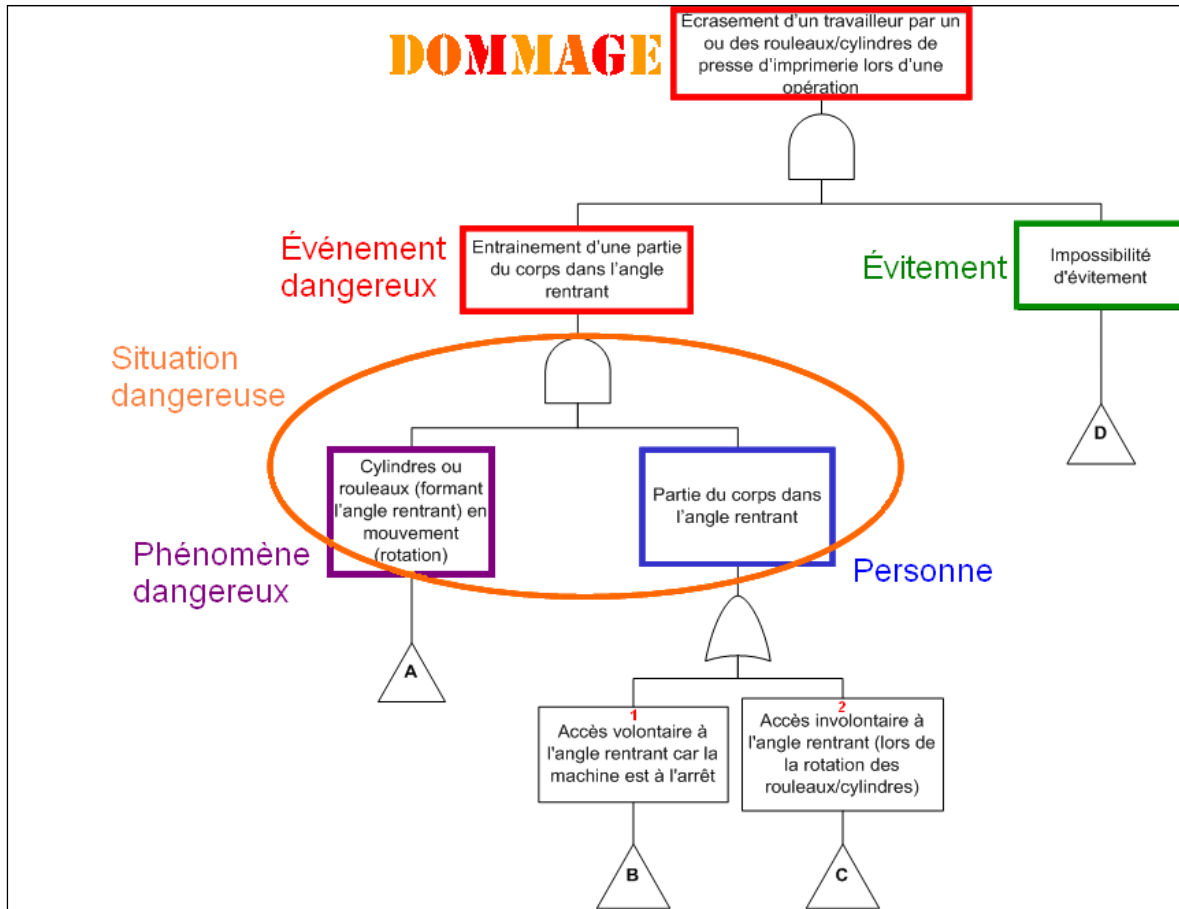 DOMMAGE
Écrasement d'un travailleur par un
ou des rouleaux/cylindres de
presse d'imprimerie lors d'une
opération
Événement
dangereux
Entrainement d'une partie
du corps dans l'angle
rentrant
Évitement
Impossibilité
d'évitement
Situation
dangereuse
D
Cylindres ou
rouleaux (formant
l'angle rentrant) en
mouvement
(rotation)
Partie du corps dans
l'angle rentrant
Phénomène
dangereux
Personne
A
1
Accès volontaire à
l'angle rentrant car la
machine est à l'arrêt
2
Accès involontaire à
l'angle rentrant (lors de
la rotation des
rouleaux/cylindres)
B
C